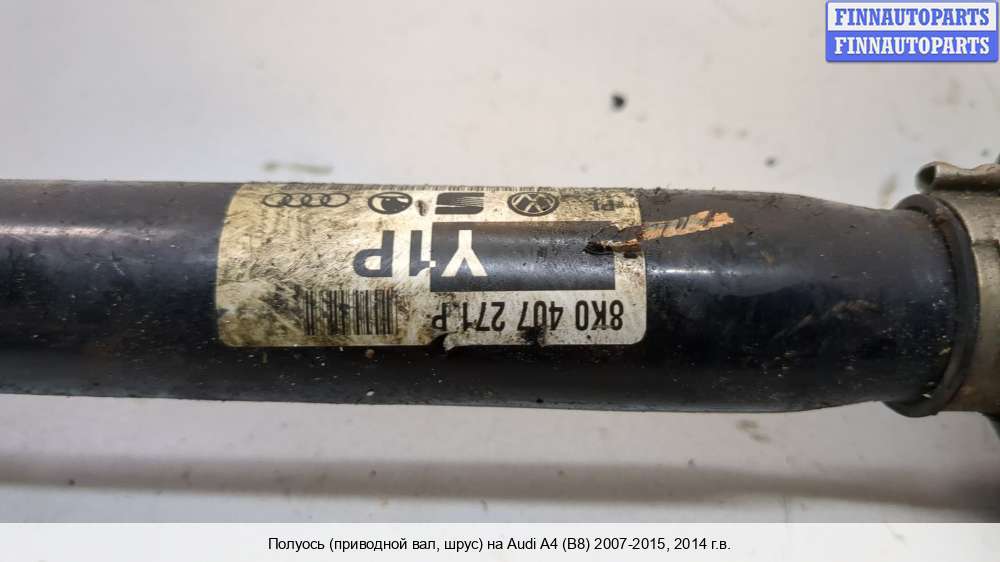 FINNAUTOPARTS
FINNAUTOPARTS
8K0 407 271 P
Y1P
Полуось (приводной вал, шрус) на Audi A4 (B8) 2007-2015, 2014 г.в.